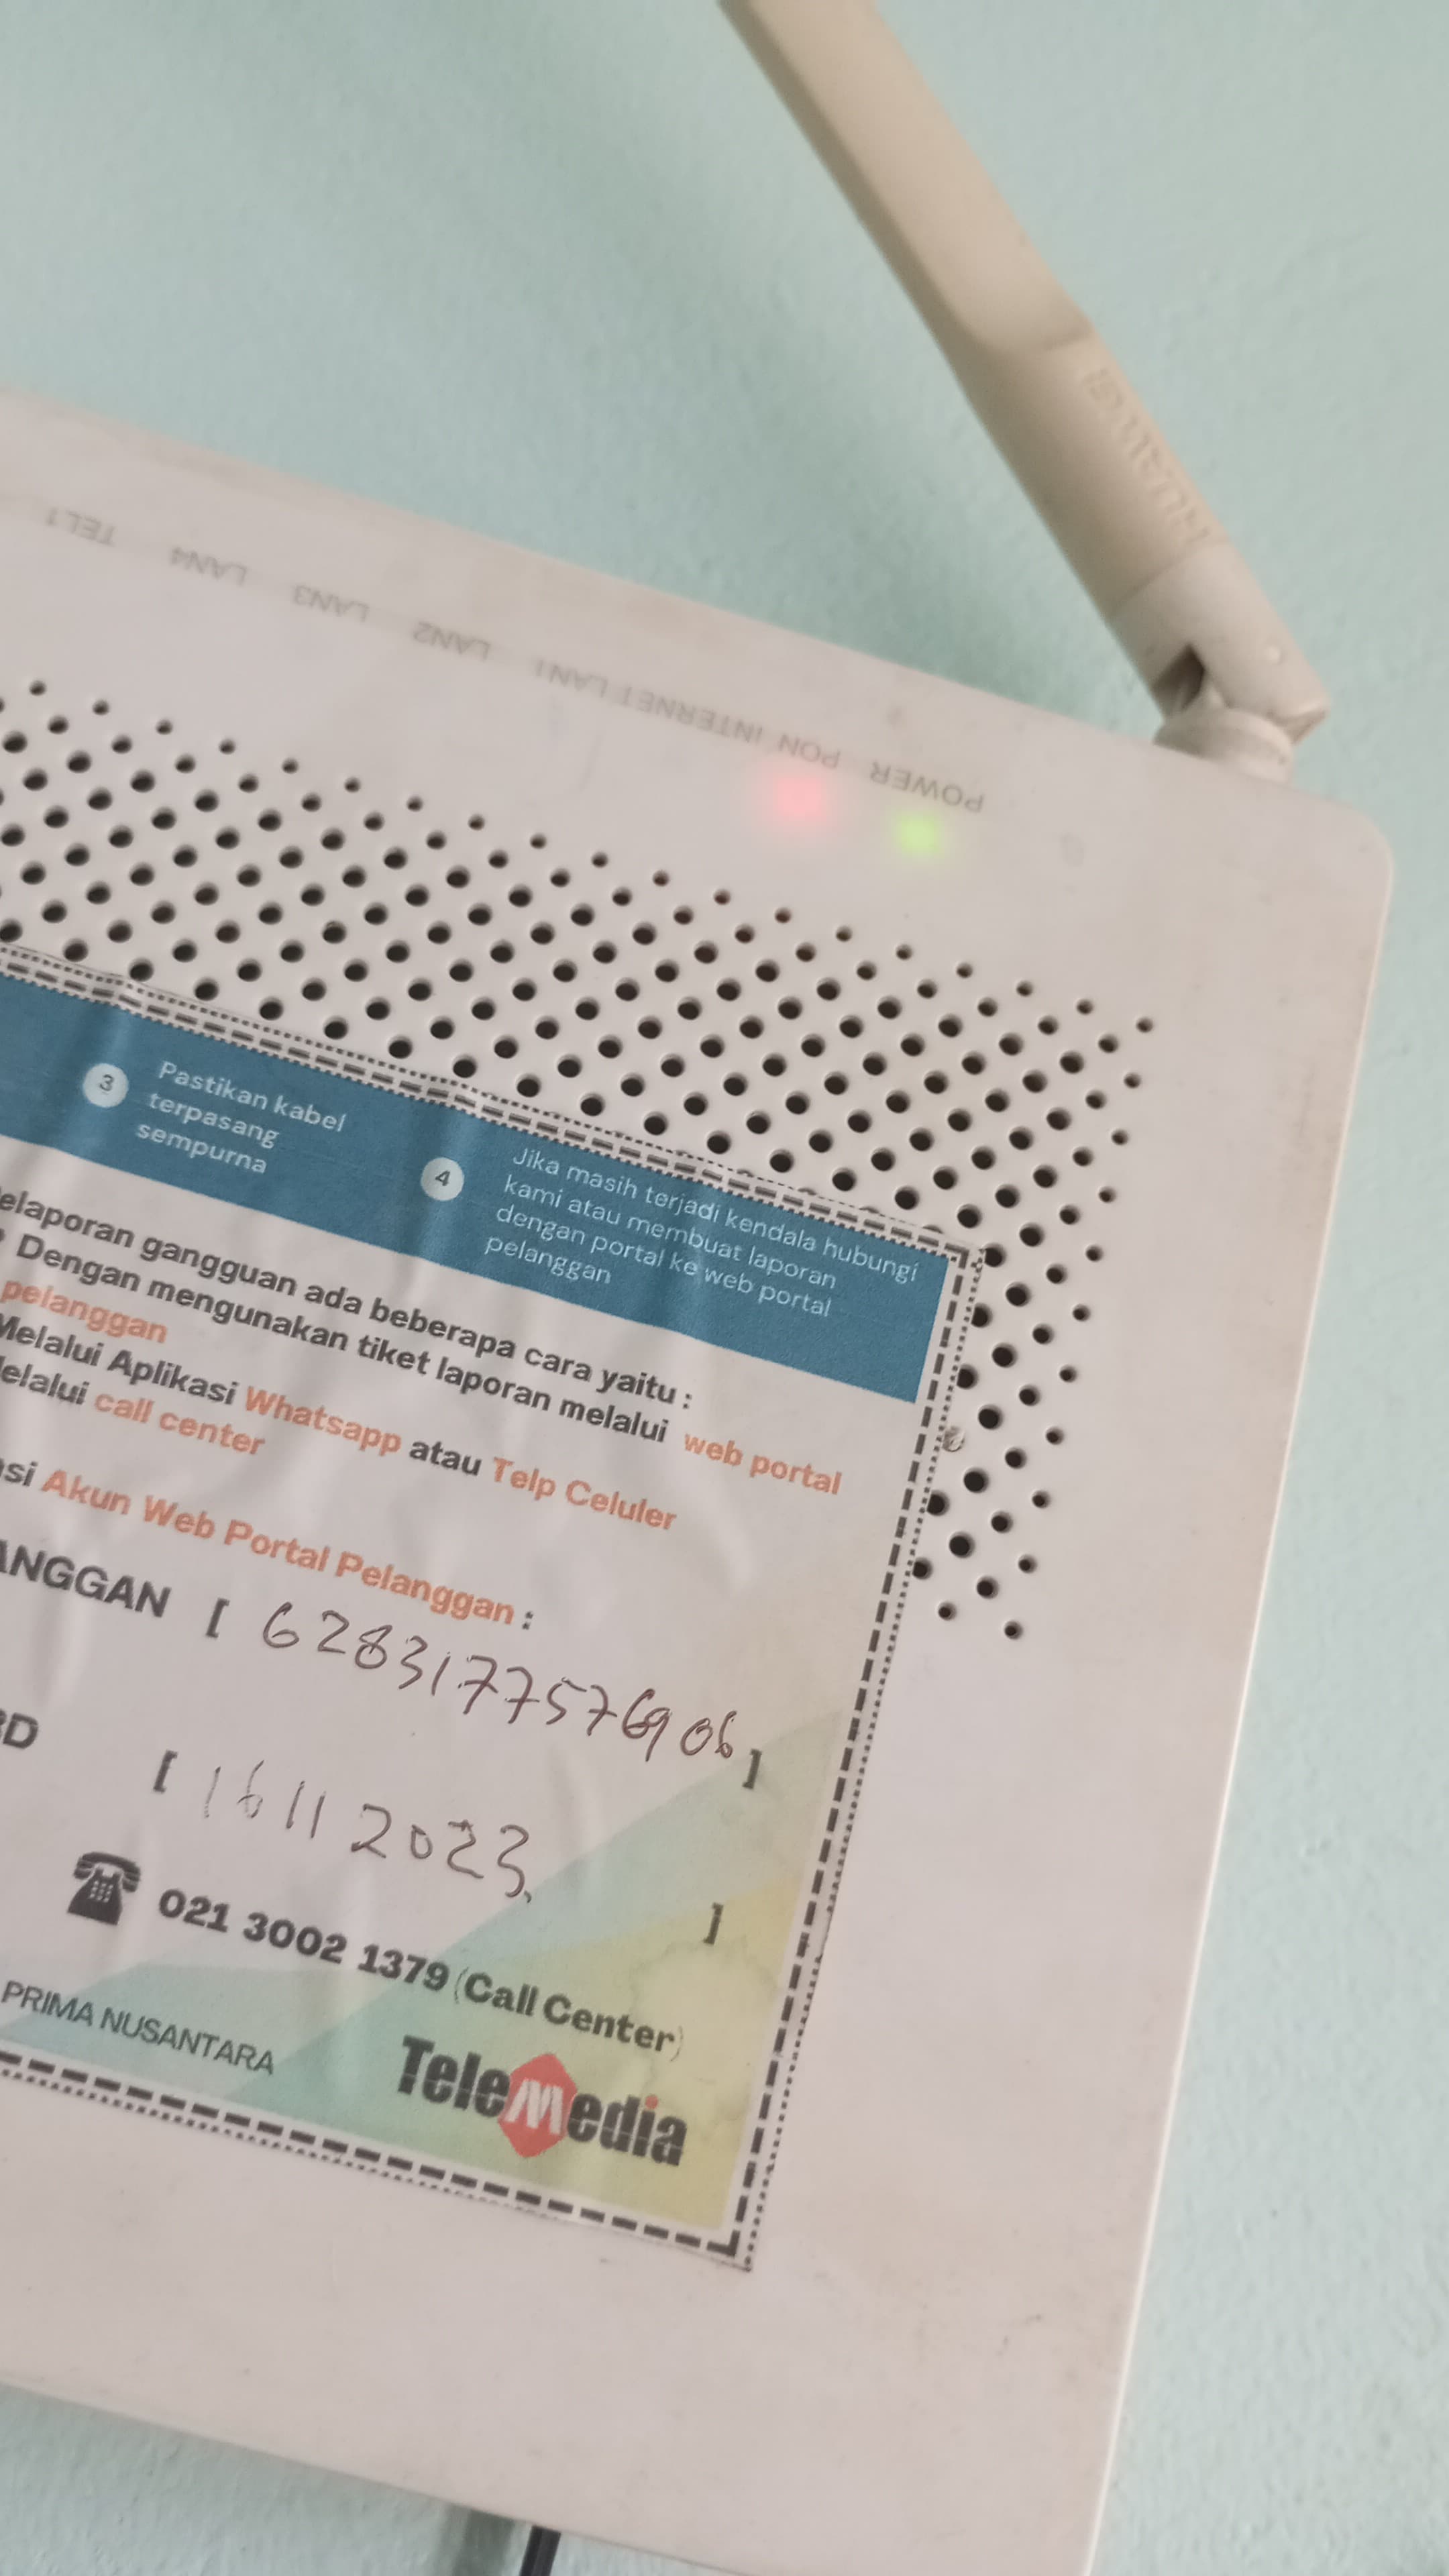 HUAWEI
TEL1 LAN4 LAN3 LAN2 LAN1 INTERNET PON POWER
3 Pastikan kabel
terpasang
sempurna
4 Jika masih terjadi kendala hubungi
kami atau membuat laporan
dengan portal ke web portal
pelanggan
elaporan gangguan ada beberapa cara yaitu :
Dengan mengunakan tiket laporan melalui web portal
pelanggan
Melalui Aplikasi Whatsapp atau Telp Celuler
elalui call center
si Akun Web Portal Pelanggan :
ANGGAN [ 6283177576906 ]
RD [ 16112023. ]
021 3002 1379 (Call Center)
PRIMA NUSANTARA
TeleMedia